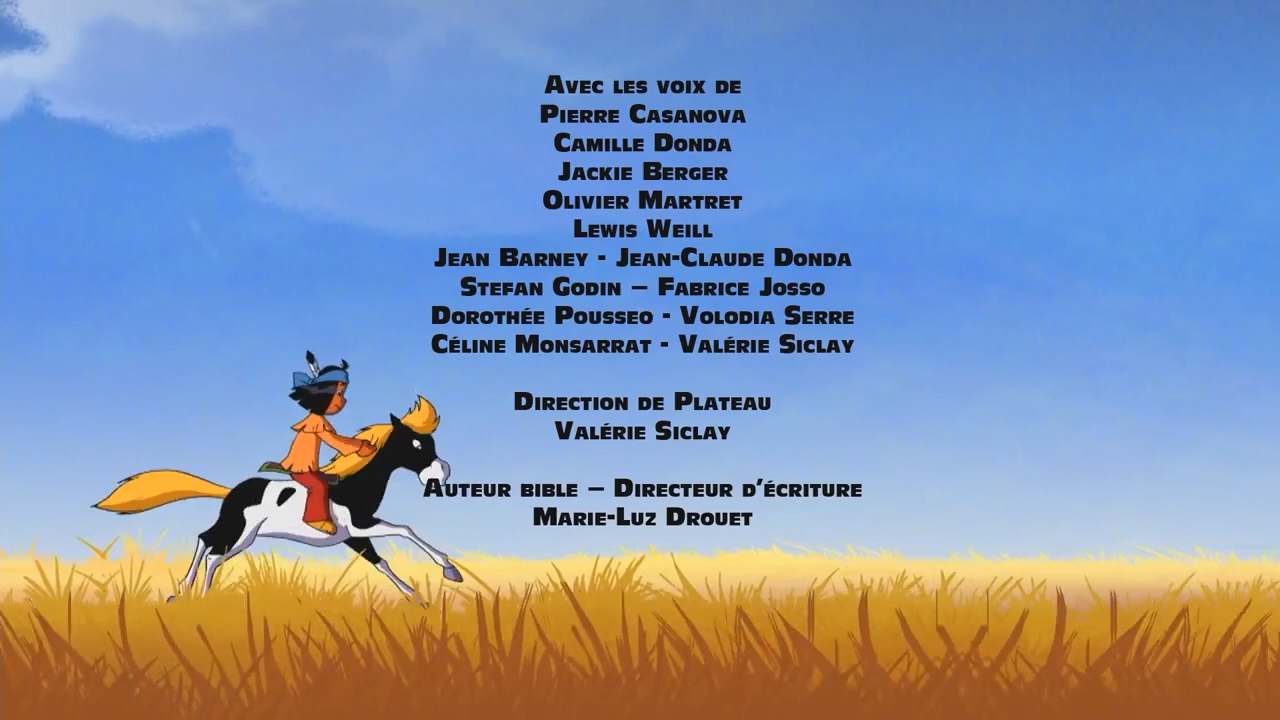 Avec les voix de
Pierre Casanova
Camille Donda
Jackie Berger
Olivier Martret
Lewis Weill
Jean Barney - Jean-Claude Donda
Stefan Godin – Fabrice Josso
Dorothée Pousseo - Volodia Serre
Céline Monsarrat - Valérie Siclay
Direction de Plateau
Valérie Siclay
Auteur bible – Directeur d'écriture
Marie-Luz Drouet